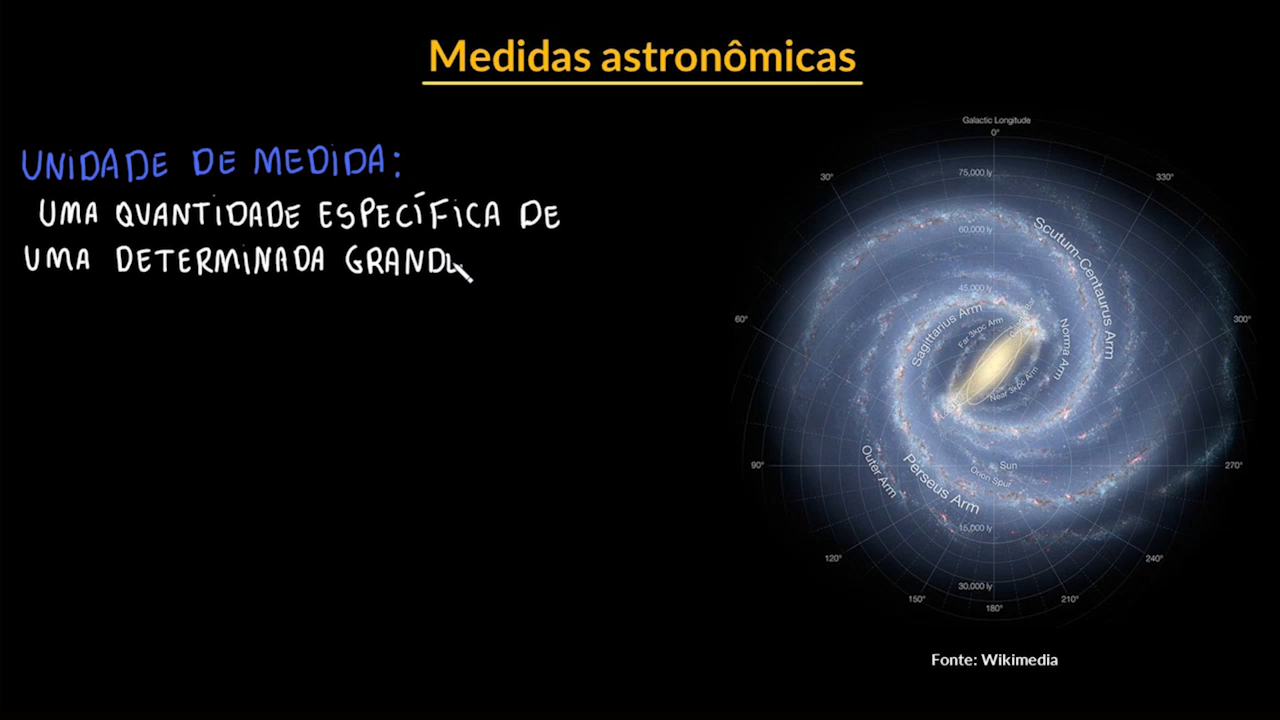 Medidas astronômicas
UNIDADE DE MEDIDA:
UMA QUANTIDADE ESPECÍFICA DE
UMA DETERMINADA
Galactic Longitude
0°
30°
330°
75,000 ly
60,000 ly
45,000 ly
Scutum-Centaurus Arm
Sagittarius Arm
Far 3kpc Arm
Norma Arm
Near 3kpc Arm
60°
300°
90°
270°
Sun
Orion Spur
Outer Arm
Perseus Arm
15,000 ly
120°
240°
30,000 ly
150°
210°
180°
Fonte: Wikimedia